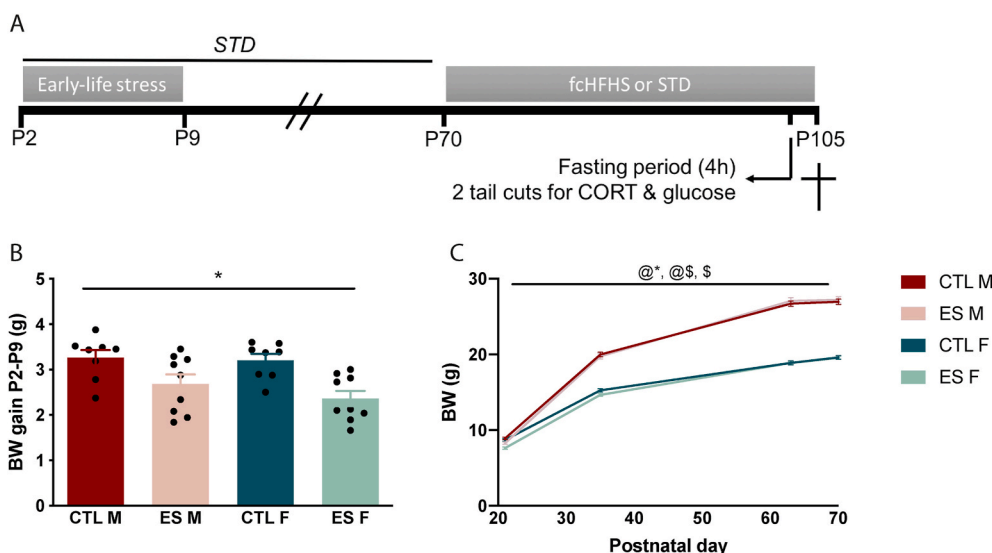 A
STD
Early-life stress
fcHFHS or STD
P2
P9
P70
P105
Fasting period (4h)
2 tail cuts for CORT & glucose
B
BW gain P2-P9 (g)
5
4
3
2
1
0
*
CTL M
ES M
CTL F
ES F
C
BW (g)
30
20
10
0
@*, @$, $
20
30
40
50
60
70
Postnatal day
CTL M
ES M
CTL F
ES F